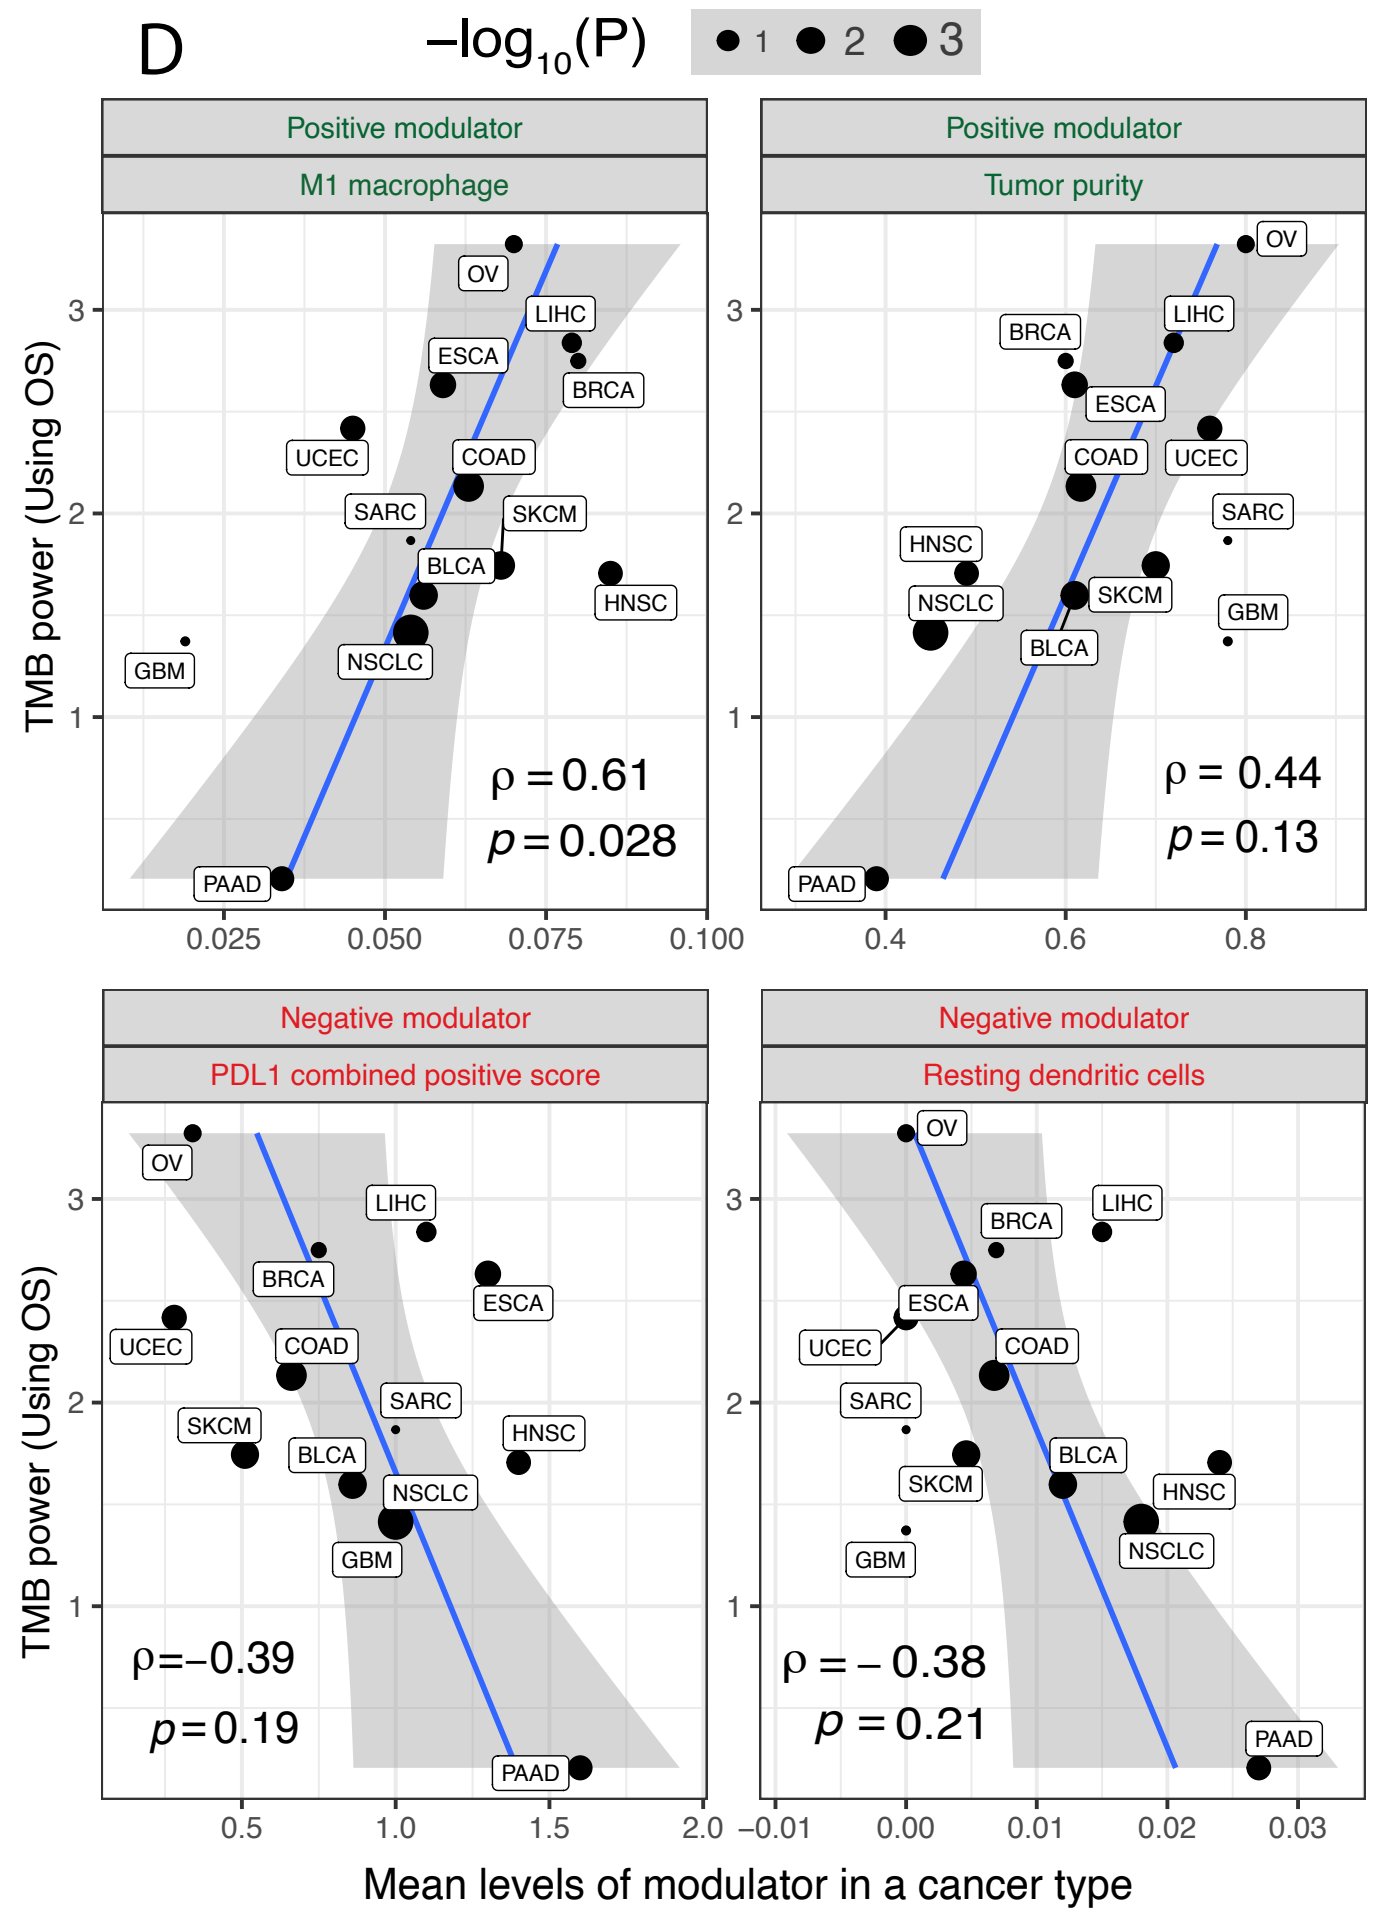 D
−log10(P) 1 2 3
Positive modulator
M1 macrophage
Positive modulator
Tumor purity
TMB power (Using OS)
3
2
1
OV
LIHC
ESCA
BRCA
UCEC
COAD
SARC
SKCM
BLCA
HNSC
NSCLC
GBM
PAAD
ρ = 0.61
p = 0.028
0.025 0.050 0.075 0.100
3
2
1
OV
LIHC
BRCA
ESCA
COAD
UCEC
SARC
HNSC
NSCLC
SKCM
GBM
BLCA
PAAD
ρ = 0.44
p = 0.13
0.4 0.6 0.8
Negative modulator
PDL1 combined positive score
Negative modulator
Resting dendritic cells
TMB power (Using OS)
3
2
1
OV
LIHC
BRCA
ESCA
UCEC
COAD
SARC
SKCM
HNSC
BLCA
NSCLC
GBM
PAAD
ρ=−0.39
p=0.19
0.5 1.0 1.5 2.0
3
2
1
OV
LIHC
BRCA
ESCA
UCEC
COAD
SARC
BLCA
SKCM
HNSC
NSCLC
GBM
PAAD
ρ = − 0.38
p = 0.21
−0.01 0.00 0.01 0.02 0.03
Mean levels of modulator in a cancer type